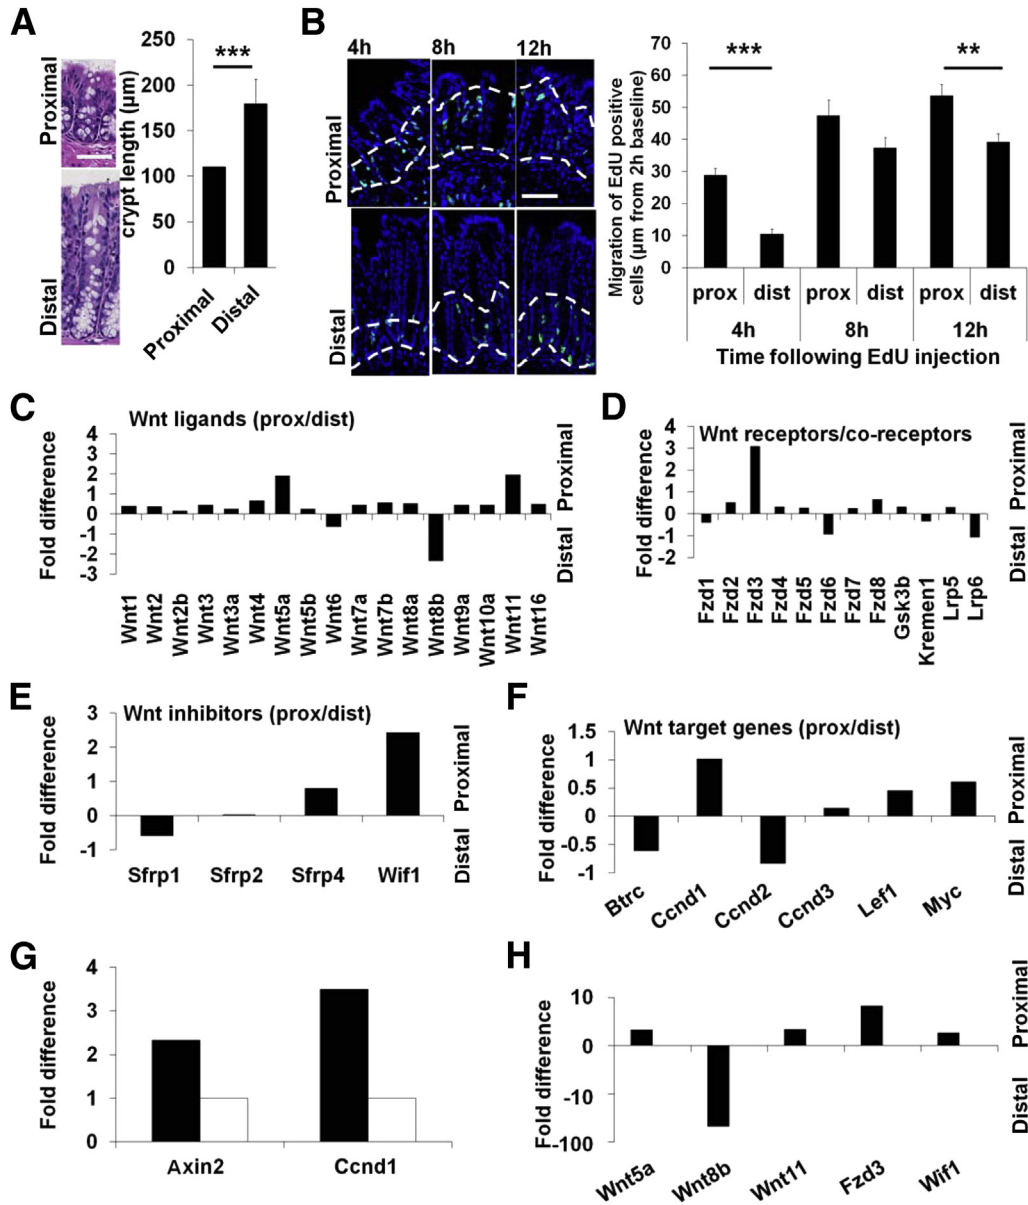 A
Proximal
Distal
crypt length (µm)
250
200
150
100
50
0
***
Proximal
Distal
B
4h
8h
12h
Proximal
Distal
Migration of EdU positive
cells (µm from 2h baseline)
70
60
50
40
30
20
10
0
***
**
prox
dist
prox
dist
prox
dist
4h
8h
12h
Time following EdU injection
C
Wnt ligands (prox/dist)
Fold difference
4
3
2
1
0
-1
-2
-3
Proximal
Distal
Wnt1
Wnt2
Wnt2b
Wnt3
Wnt3a
Wnt4
Wnt5a
Wnt5b
Wnt6
Wnt7a
Wnt7b
Wnt8a
Wnt8b
Wnt9a
Wnt10a
Wnt11
Wnt16
D
Wnt receptors/co-receptors
Fold difference
4
3
2
1
0
-1
-2
Proximal
Distal
Fzd1
Fzd2
Fzd3
Fzd4
Fzd5
Fzd6
Fzd7
Fzd8
Gsk3b
Kremen1
Lrp5
Lrp6
E
Wnt inhibitors (prox/dist)
Fold difference
3
2
1
0
-1
Proximal
Distal
Sfrp1
Sfrp2
Sfrp4
Wif1
F
Wnt target genes (prox/dist)
Fold difference
1.5
1
0.5
0
-0.5
-1
Proximal
Distal
Btrc
Ccnd1
Ccnd2
Ccnd3
Lef1
Myc
G
Fold difference
4
3
2
1
0
Axin2
Ccnd1
H
Fold difference
10
0
-10
-100
Proximal
Distal
Wnt5a
Wnt8b
Wnt11
Fzd3
Wif1